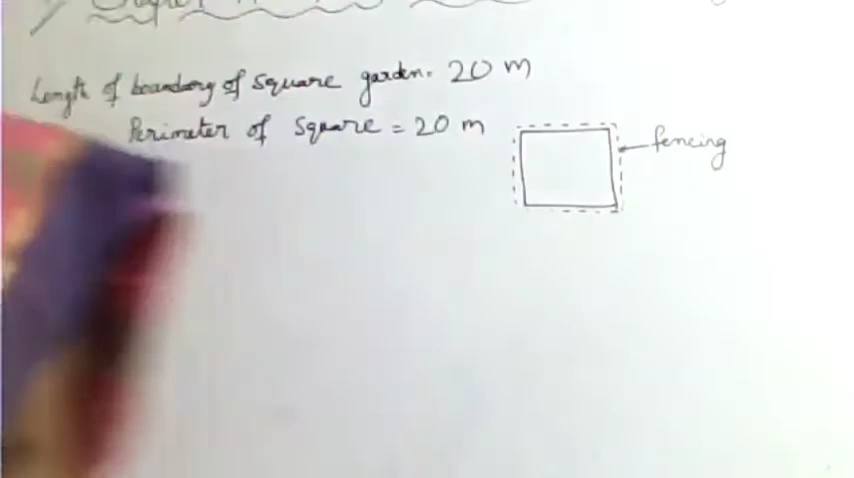 Length of boundary of square garden = 20 m
Perimeter of Square = 20 m
fencing